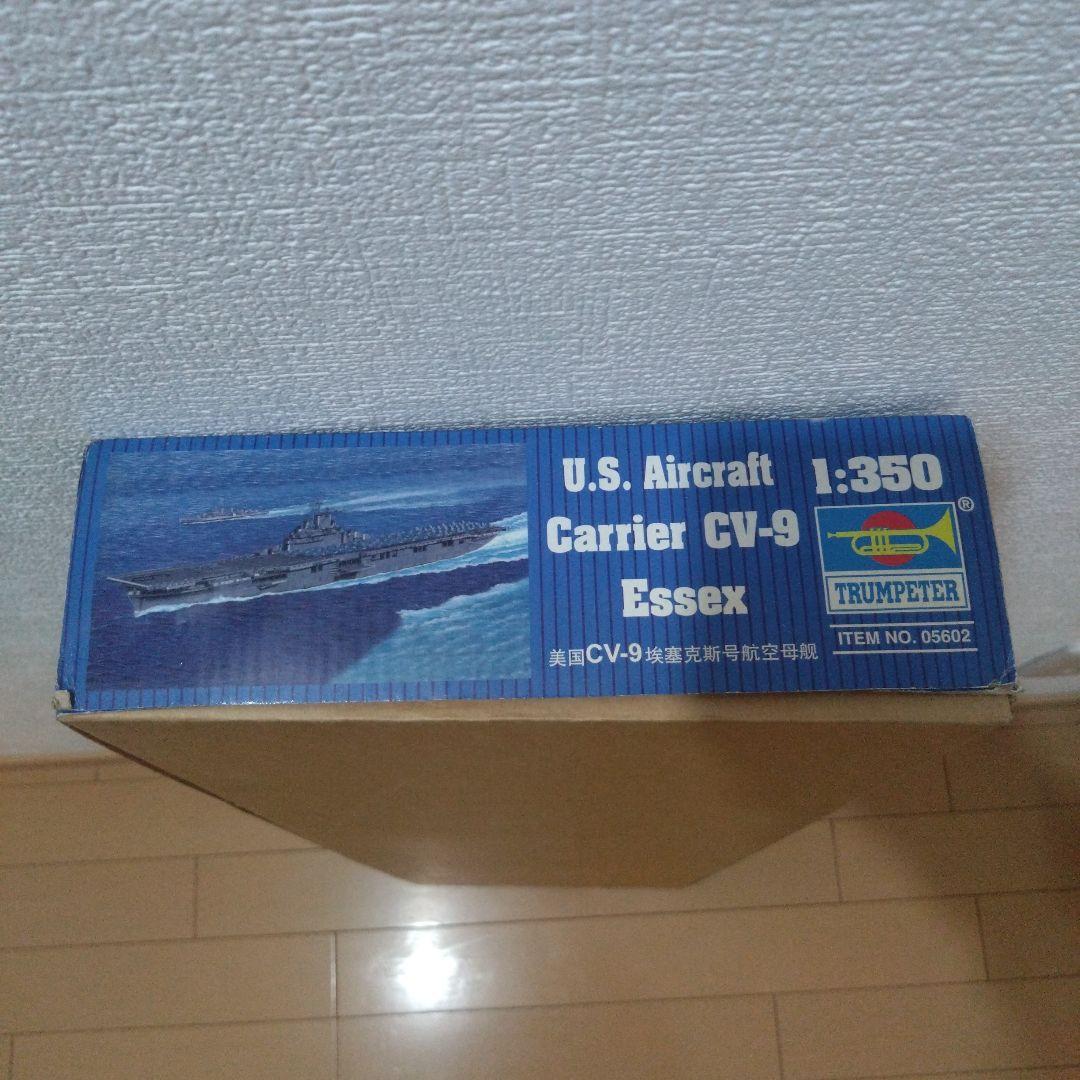 U.S. Aircraft
Carrier CV-9
Essex
美国CV-9埃塞克斯号航空母舰
1:350
®
TRUMPETER
ITEM NO. 05602